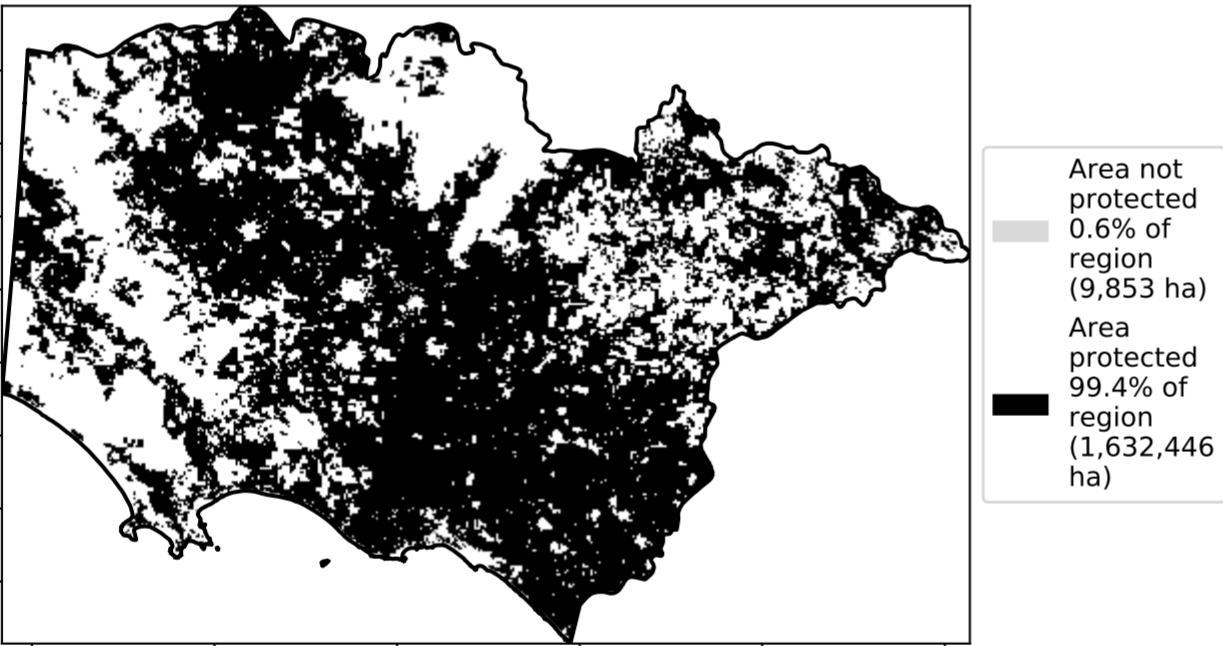 Area not
protected
0.6% of
region
(9,853 ha)
Area
protected
99.4% of
region
(1,632,446
ha)